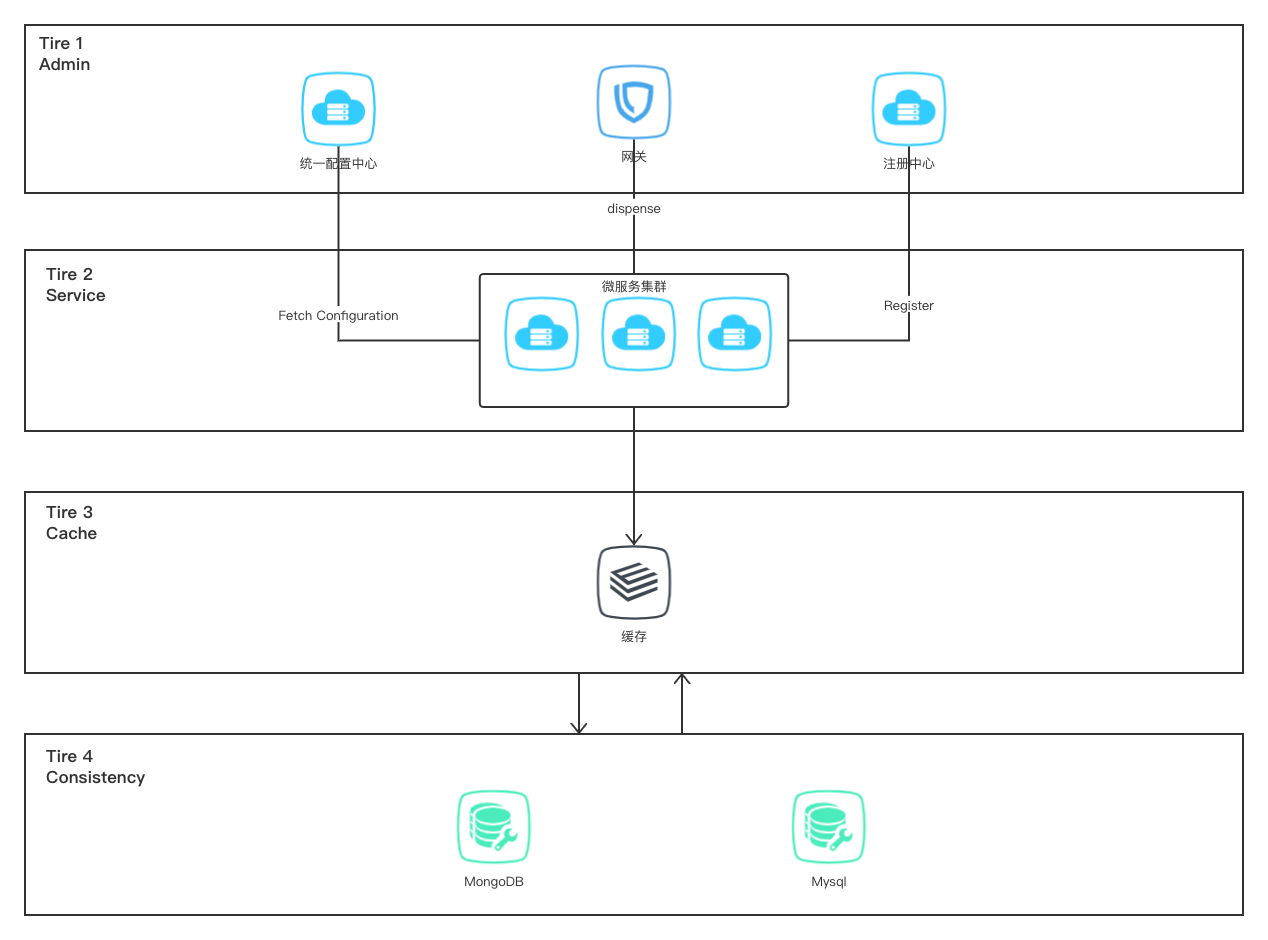 Tire 1
Admin
统一配置中心
网关
注册中心
dispense
Tire 2
Service
微服务集群
Fetch Configuration
Register
Tire 3
Cache
缓存
Tire 4
Consistency
MongoDB
Mysql